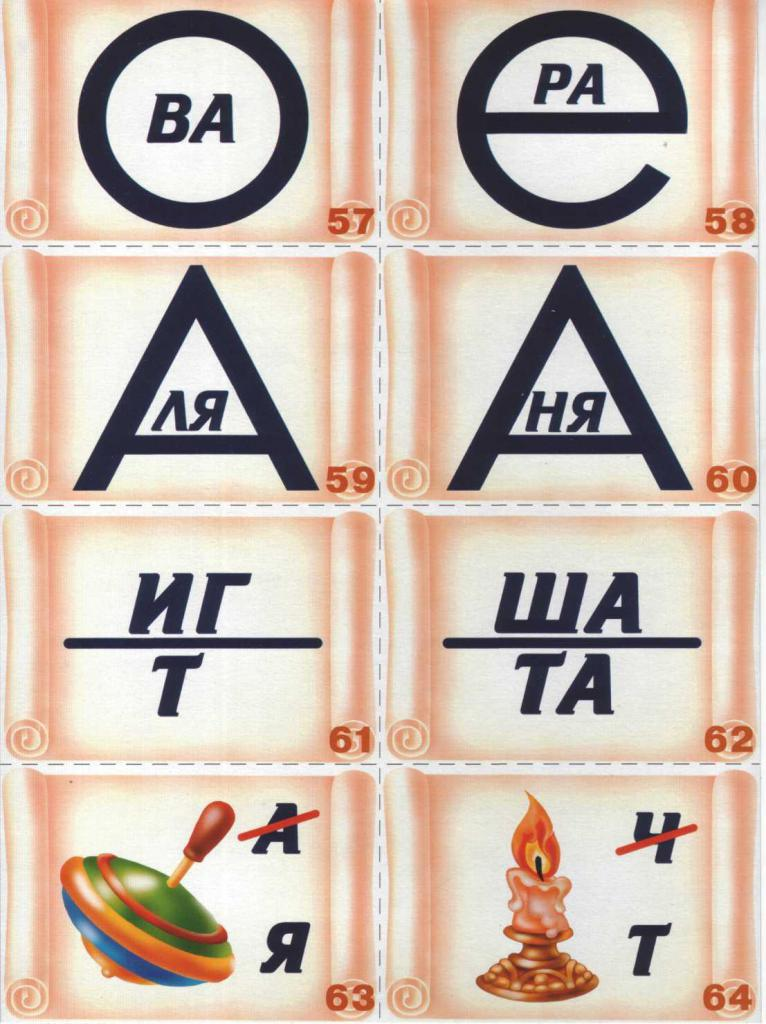 О
ВА
57
е
РА
58
А
ЛЯ
59
А
НЯ
60
ИГ
Т
61
ША
ТА
62
А
Я
63
Ч
Т
64